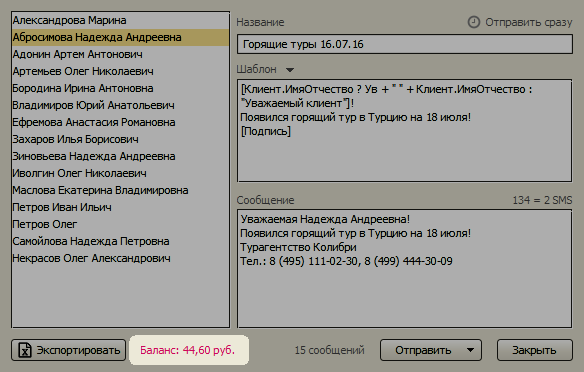 Александрова Марина
Абросимова Надежда Андреевна
Адонин Артем Антонович
Артемьев Олег Николаевич
Бородина Ирина Антоновна
Владимиров Юрий Анатольевич
Ефремова Анастасия Романовна
Захаров Илья Борисович
Зиновьева Надежда Андреевна
Иволгин Олег Николаевич
Маслова Екатерина Владимировна
Петров Иван Ильич
Петров Олег
Самойлова Надежда Петровна
Некрасов Олег Александрович
Название
Отправить сразу
Горящие туры 16.07.16
Шаблон
[Клиент.ИмяОтчество ? Ув + " " + Клиент.ИмяОтчество :
"Уважаемый клиент"]!
Появился горящий тур в Турцию на 18 июля!
[Подпись]
Сообщение
134 = 2 SMS
Уважаемая Надежда Андреевна!
Появился горящий тур в Турцию на 18 июля!
Турагентство Колибри
Тел.: 8 (495) 111-02-30, 8 (499) 444-30-09
Экспортировать
Баланс: 44,60 руб.
15 сообщений
Отправить
Закрыть